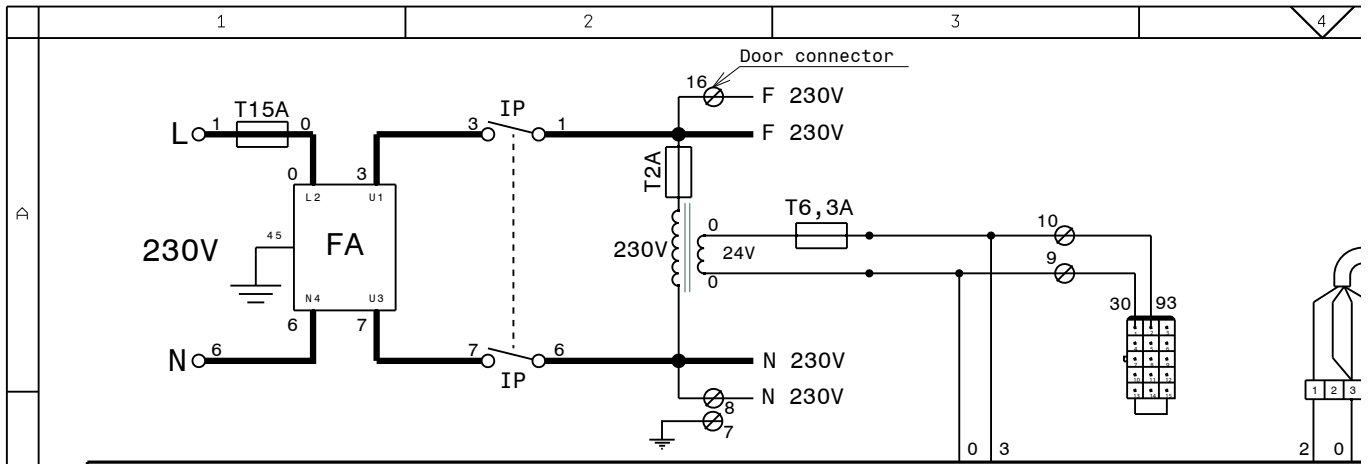 1 2 3 4
A
Door connector
16
F 230V
T15A
IP
L 1 0 3 1 F 230V
0 3
L2 U1
T2A
T6,3A
45
230V FA 230V 0 24V 0
10
9
N4 U3
6 7
30 93
N 6 7 6 N 230V
IP
N 230V
8
7
1 2 3
0 3 2 0